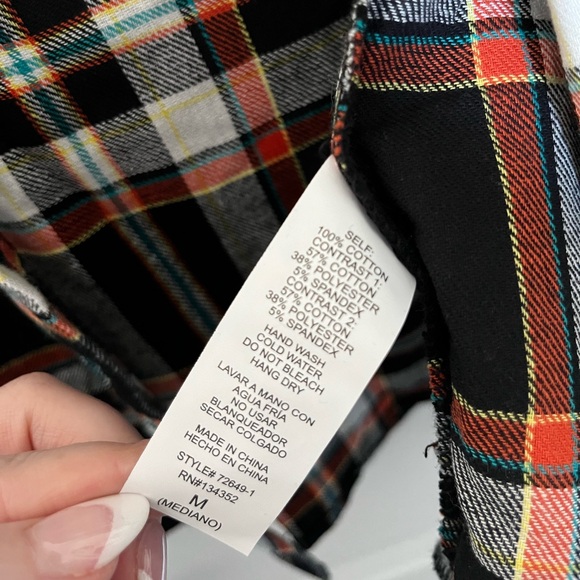 SELF:
100% COTTON
CONTRAST 1:
57% COTTON
38% POLYESTER
5% SPANDEX
CONTRAST 2:
57% COTTON
38% POLYESTER
5% SPANDEX
HAND WASH
COLD WATER
DO NOT BLEACH
HANG DRY
LAVAR A MANO CON
AGUA FRIA
NO USAR
BLANQUEADOR
SECAR COLGADO
MADE IN CHINA
HECHO EN CHINA
STYLE# 72649-1
RN#134352
M
(MEDIANO)